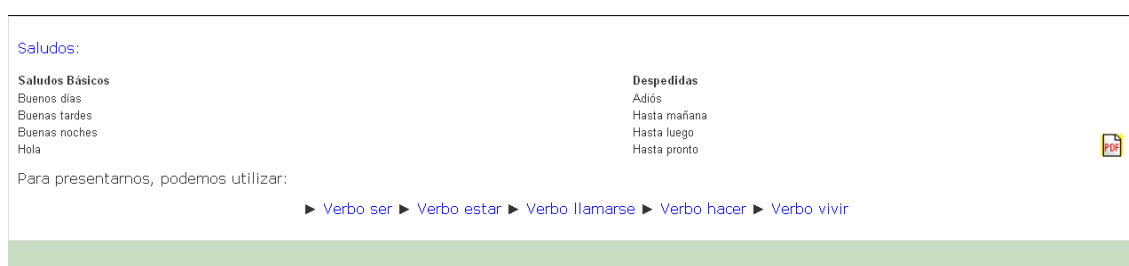 Saludos:
Saludos Básicos
Buenos días
Buenas tardes
Buenas noches
Hola
Despedidas
Adiós
Hasta mañana
Hasta luego
Hasta pronto
PDF
Para presentarnos, podemos utilizar:
► Verbo ser ► Verbo estar ► Verbo llamarse ► Verbo hacer ► Verbo vivir